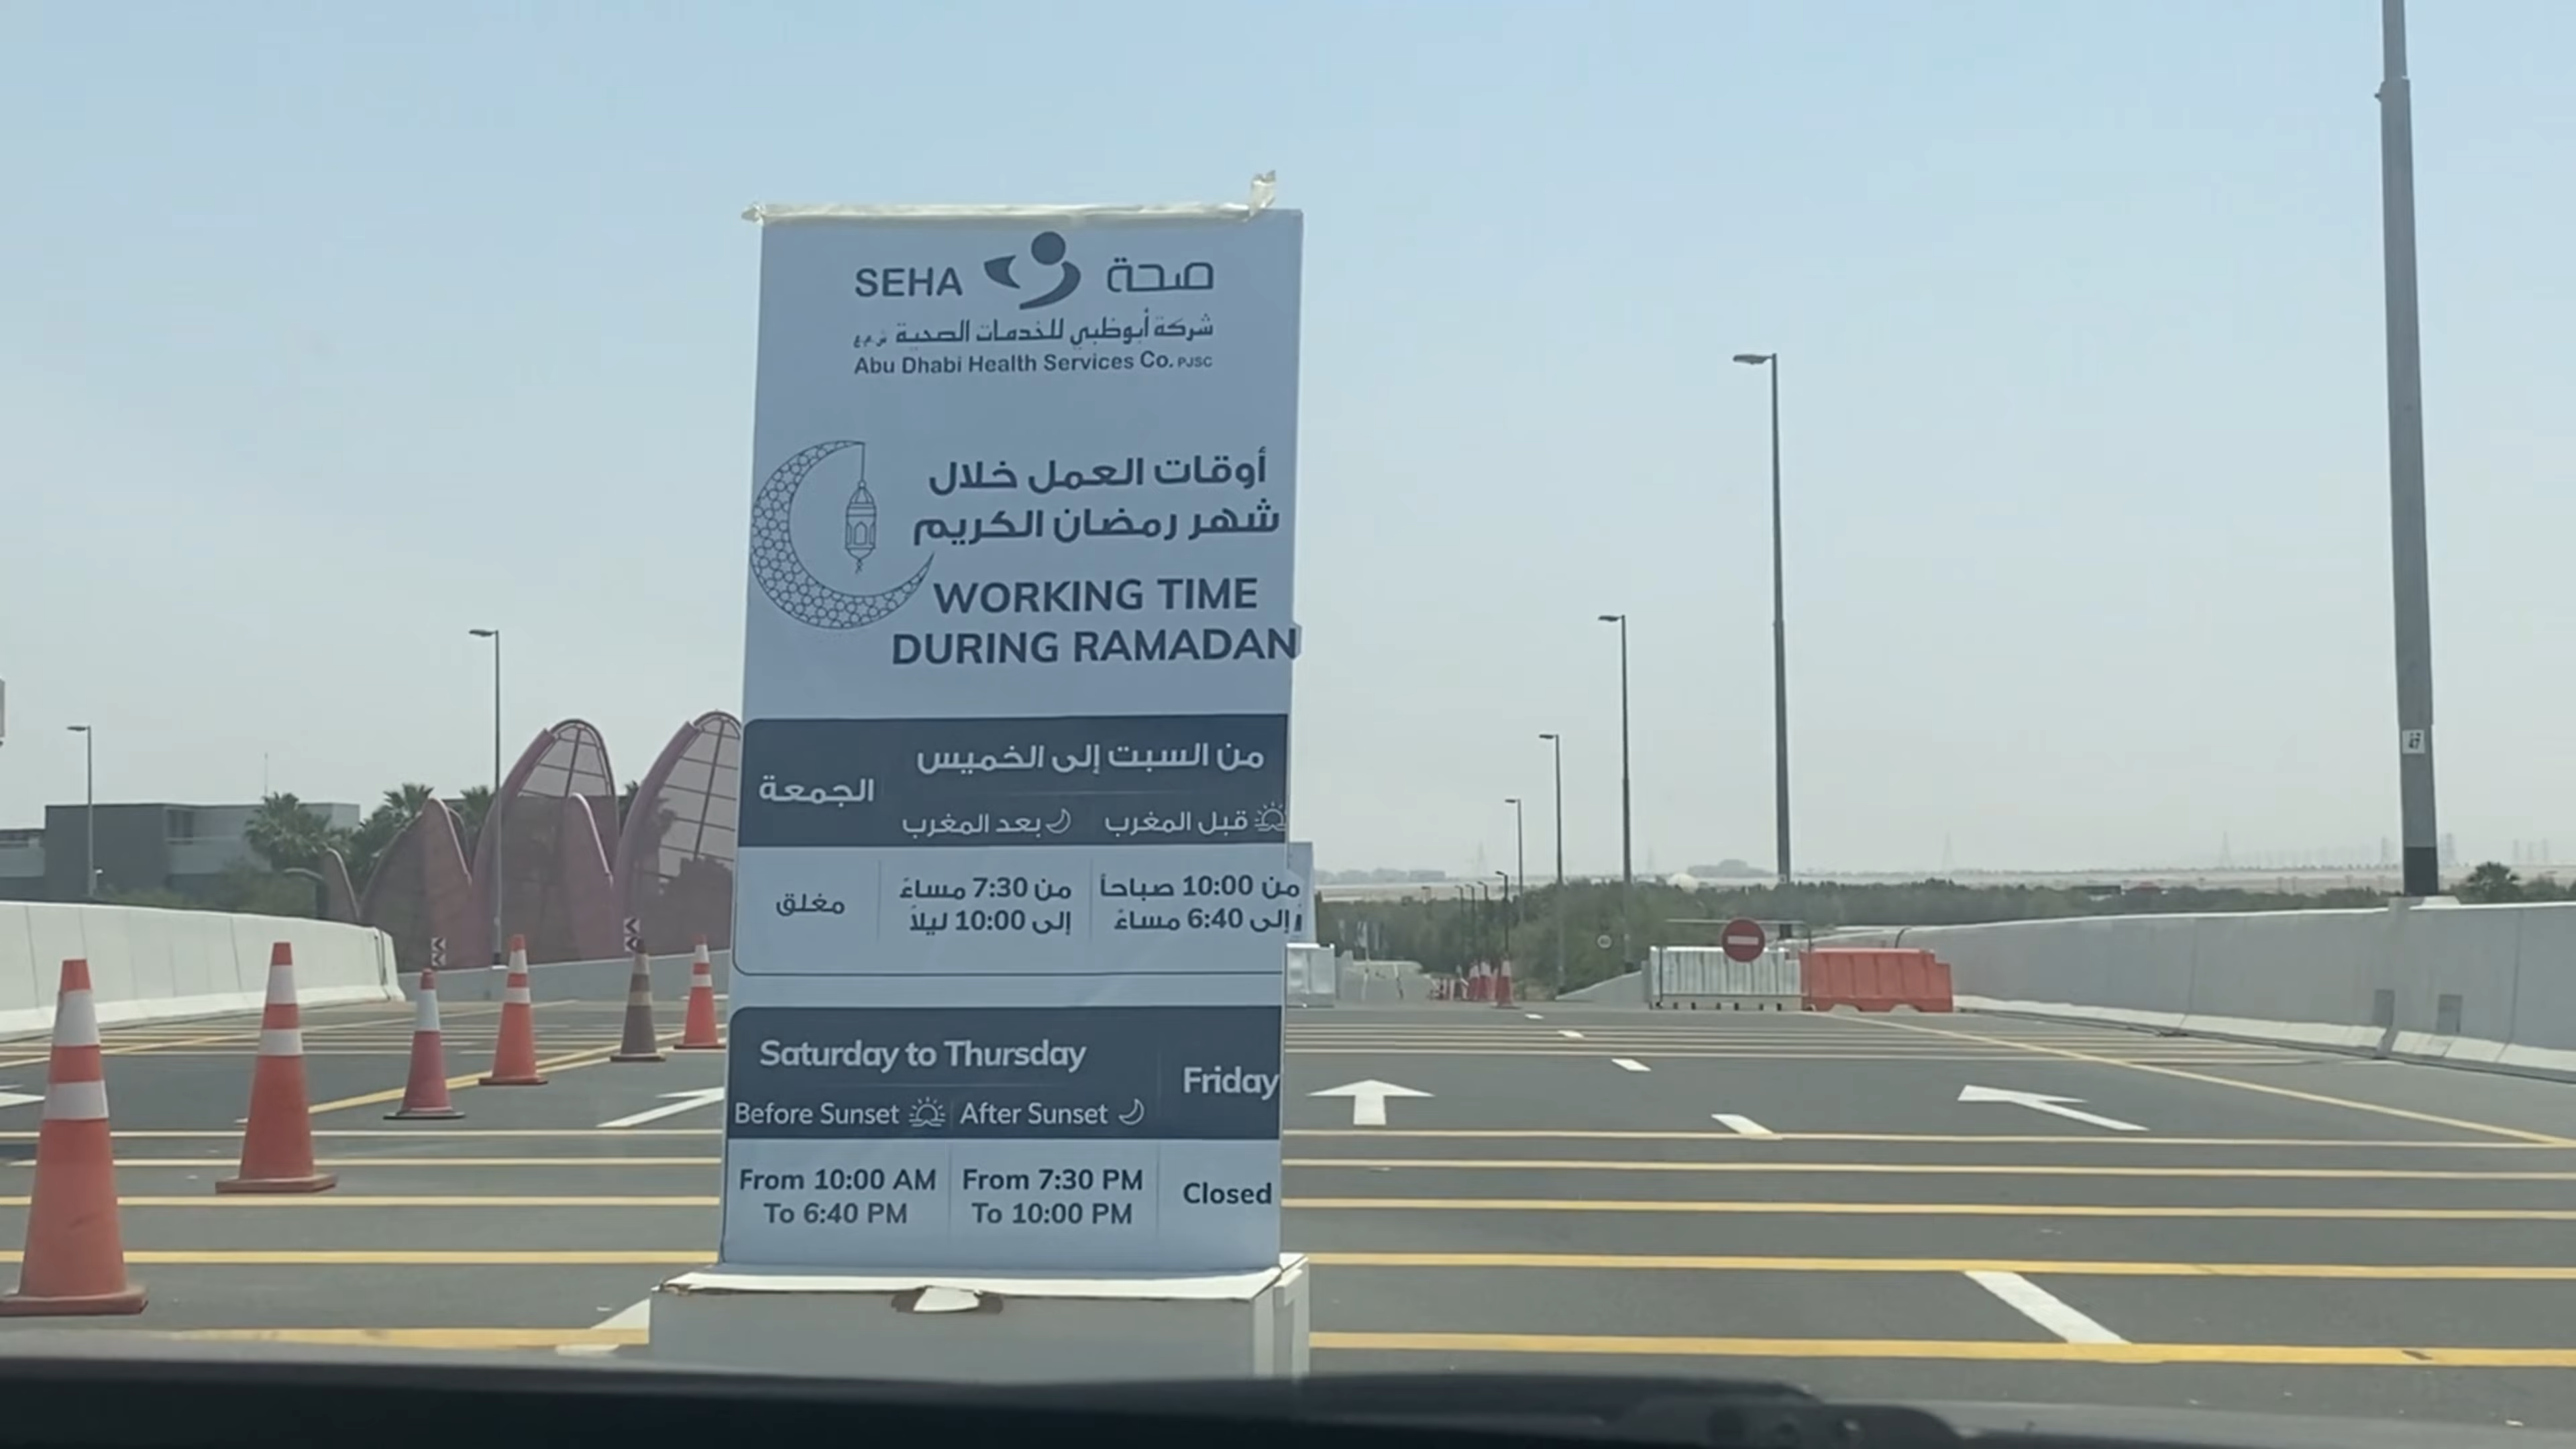 SEHA صحة
شركة أبوظبي للخدمات الصحية ش.م.ع
Abu Dhabi Health Services Co. PJSC
أوقات العمل خلال
شهر رمضان الكريم
WORKING TIME
DURING RAMADAN
من السبت إلى الخميس
الجمعة
قبل المغرب بعد المغرب
من 10:00 صباحاً
إلى 6:40 مساءً
من 7:30 مساءً
إلى 10:00 ليلاً
مغلق
Saturday to Thursday
Friday
Before Sunset After Sunset
From 10:00 AM
To 6:40 PM
From 7:30 PM
To 10:00 PM
Closed